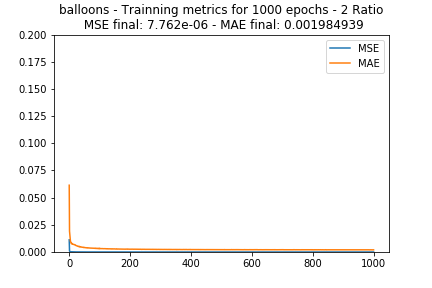 balloons - Trainning metrics for 1000 epochs - 2 Ratio
MSE final: 7.762e-06 - MAE final: 0.001984939
0.200
0.175
0.150
0.125
0.100
0.075
0.050
0.025
0.000
MSE
MAE
0 200 400 600 800 1000